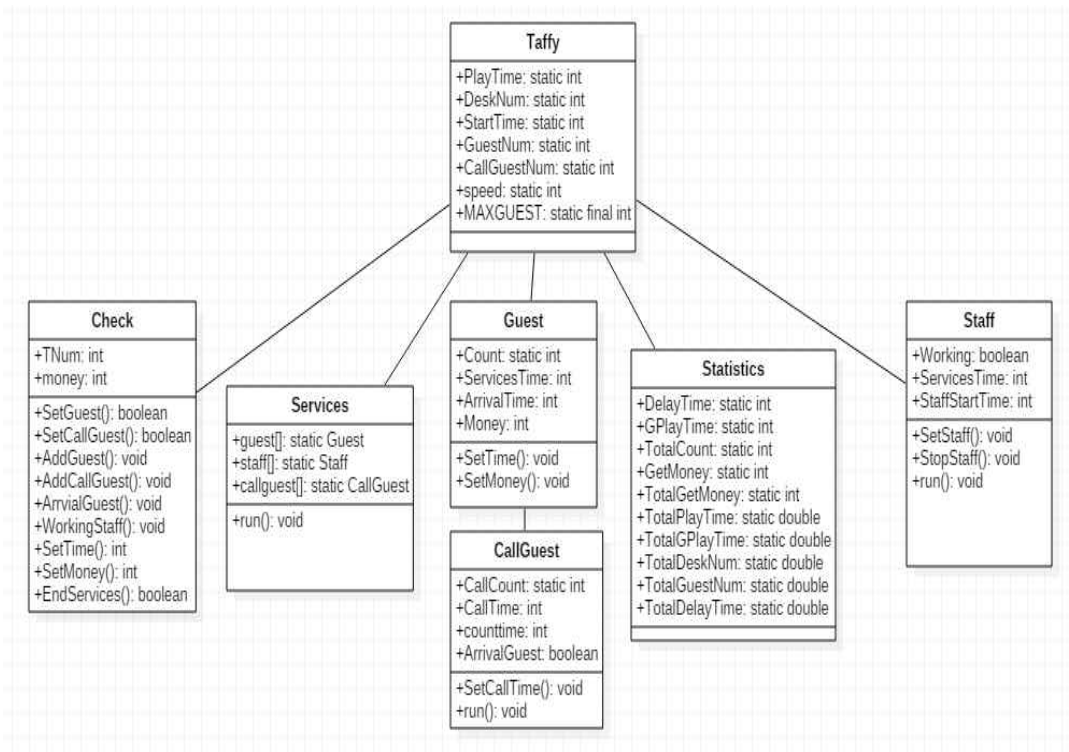 Taffy
+PlayTime: static int
+DeskNum: static int
+StartTime: static int
+GuestNum: static int
+CallGuestNum: static int
+speed: static int
+MAXGUEST: static final int
Check
+TNum: int
+money: int
+SetGuest(): boolean
+SetCallGuest(): boolean
+AddGuest(): void
+AddCallGuest(): void
+ArrvialGuest(): void
+WorkingStaff(): void
+SetTime(): int
+SetMoney(): int
+EndServices(): boolean
Services
+guest[]: static Guest
+staff[]: static Staff
+callguest[]: static CallGuest
+run(): void
Guest
+Count: static int
+ServicesTime: int
+ArrivalTime: int
+Money: int
+SetTime(): void
+SetMoney(): void
CallGuest
+CallCount: static int
+CallTime: int
+counttime: int
+ArrivalGuest: boolean
+SetCallTime(): void
+run(): void
Statistics
+DelayTime: static int
+GPlayTime: static int
+TotalCount: static int
+GetMoney: static int
+TotalGetMoney: static int
+TotalPlayTime: static double
+TotalGPlayTime: static double
+TotalDeskNum: static double
+TotalGuestNum: static double
+TotalDelayTime: static double
Staff
+Working: boolean
+ServicesTime: int
+StaffStartTime: int
+SetStaff(): void
+StopStaff(): void
+run(): void